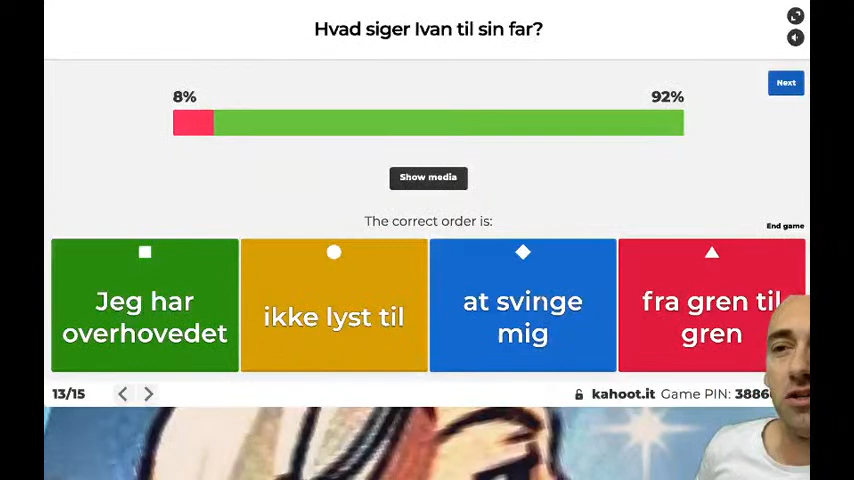 Hvad siger Ivan til sin far?
Next
8%
92%
Show media
The correct order is:
End game
Jeg har
overhovedet
ikke lyst til
at svinge
mig
fra gren til
gren
13/15
kahoot.it Game PIN: 3886